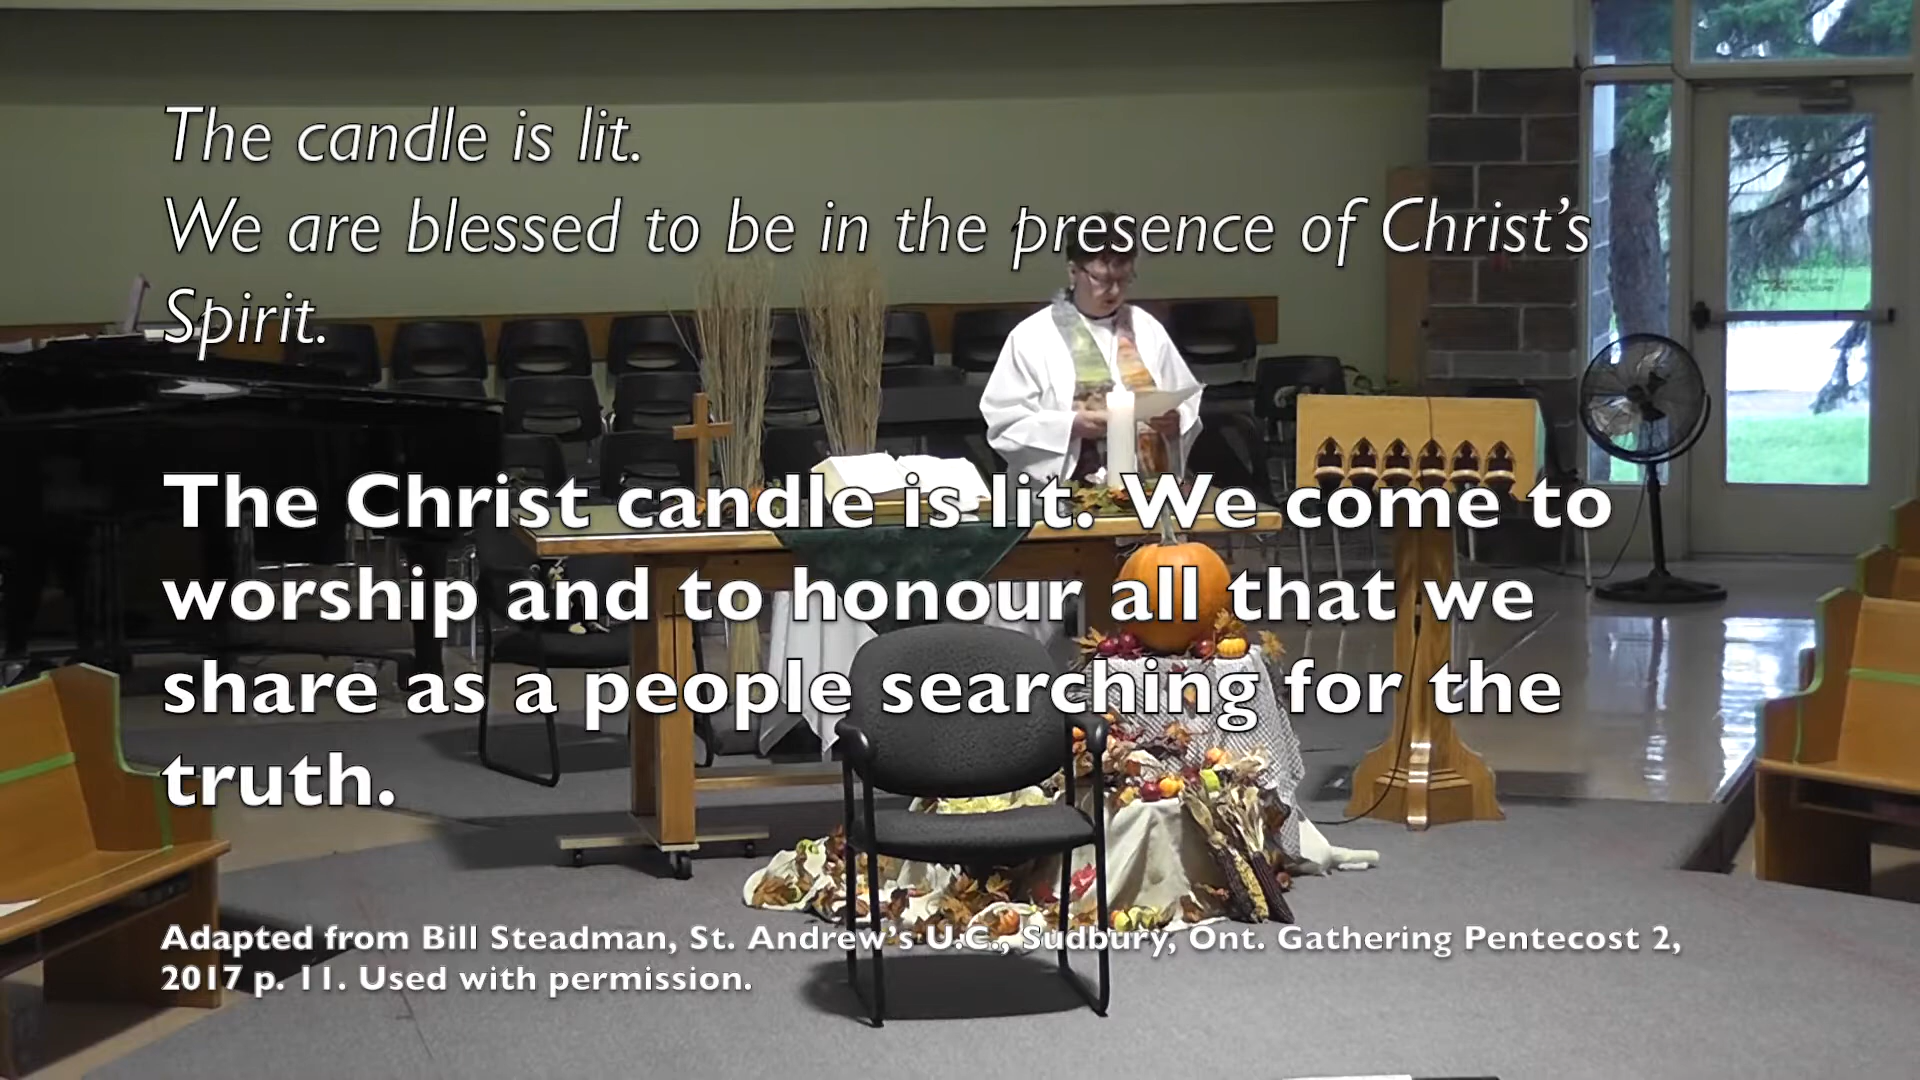 The candle is lit.
We are blessed to be in the presence of Christ’s
Spirit.
The Christ candle is lit. We come to
worship and to honour all that we
share as a people searching for the
truth.
Adapted from Bill Steadman, St. Andrew’s U.C., Sudbury, Ont. Gathering Pentecost 2,
2017 p. 11. Used with permission.